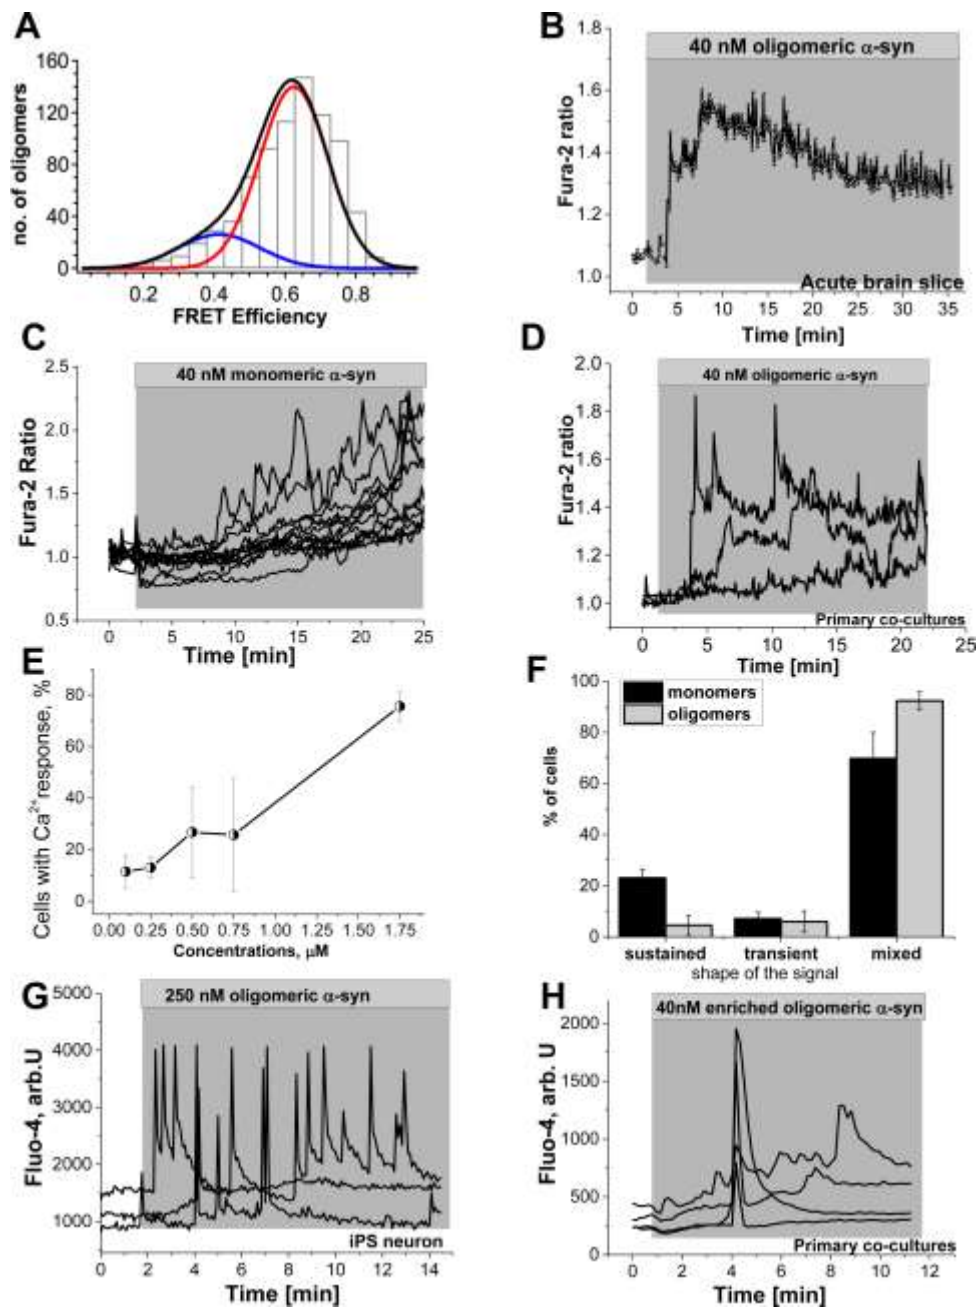 A
no. of oligomers
160
120
80
40
0
0.2 0.4 0.6 0.8
FRET Efficiency
B
40 nM oligomeric α-syn
Fura-2 ratio
1.8
1.6
1.4
1.2
1.0
Acute brain slice
0 5 10 15 20 25 30 35
Time [min]
C
40 nM monomeric α-syn
Fura-2 Ratio
2.5
2.0
1.5
1.0
0.5
0 5 10 15 20 25
Time [min]
D
40 nM oligomeric α-syn
Fura-2 ratio
2.0
1.8
1.6
1.4
1.2
1.0
Primary co-cultures
0 5 10 15 20 25
Time [min]
E
Cells with Ca²⁺ response, %
80
60
40
20
0
0.00 0.25 0.50 0.75 1.00 1.25 1.50 1.75
Concentrations, μM
F
monomers
oligomers
% of cells
100
80
60
40
20
0
sustained transient mixed
shape of the signal
G
250 nM oligomeric α-syn
Fluo-4, arb.U
5000
4000
3000
2000
1000
iPS neuron
0 2 4 6 8 10 12 14
Time [min]
H
40nM enriched oligomeric α-syn
Fluo-4, arb. U
2000
1500
1000
500
0
Primary co-cultures
0 2 4 6 8 10 12
Time [min]